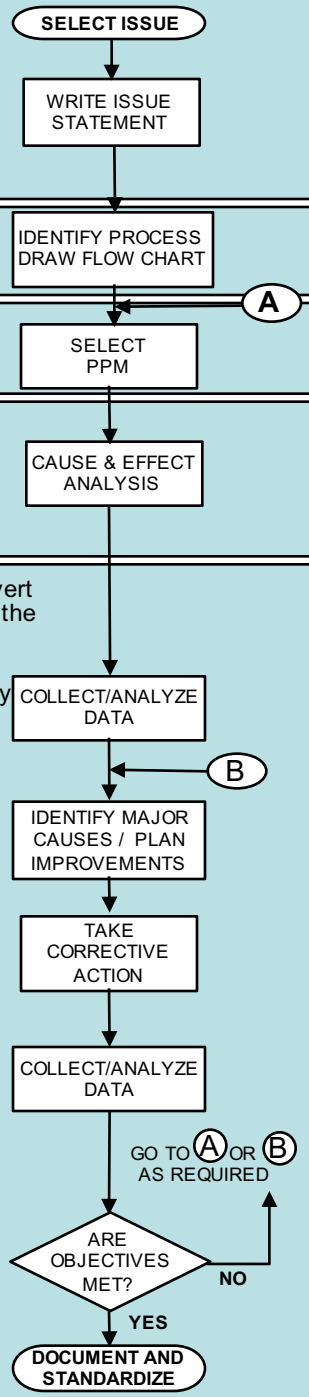 SELECT ISSUE
WRITE ISSUE
STATEMENT
IDENTIFY PROCESS
DRAW FLOW CHART
A
SELECT
PPM
CAUSE & EFFECT
ANALYSIS
vert
the
y
COLLECT/ANALYZE
DATA
B
IDENTIFY MAJOR
CAUSES / PLAN
IMPROVEMENTS
TAKE
CORRECTIVE
ACTION
COLLECT/ANALYZE
DATA
GO TO A OR B
AS REQUIRED
ARE
OBJECTIVES
MET?
NO
YES
DOCUMENT AND
STANDARDIZE